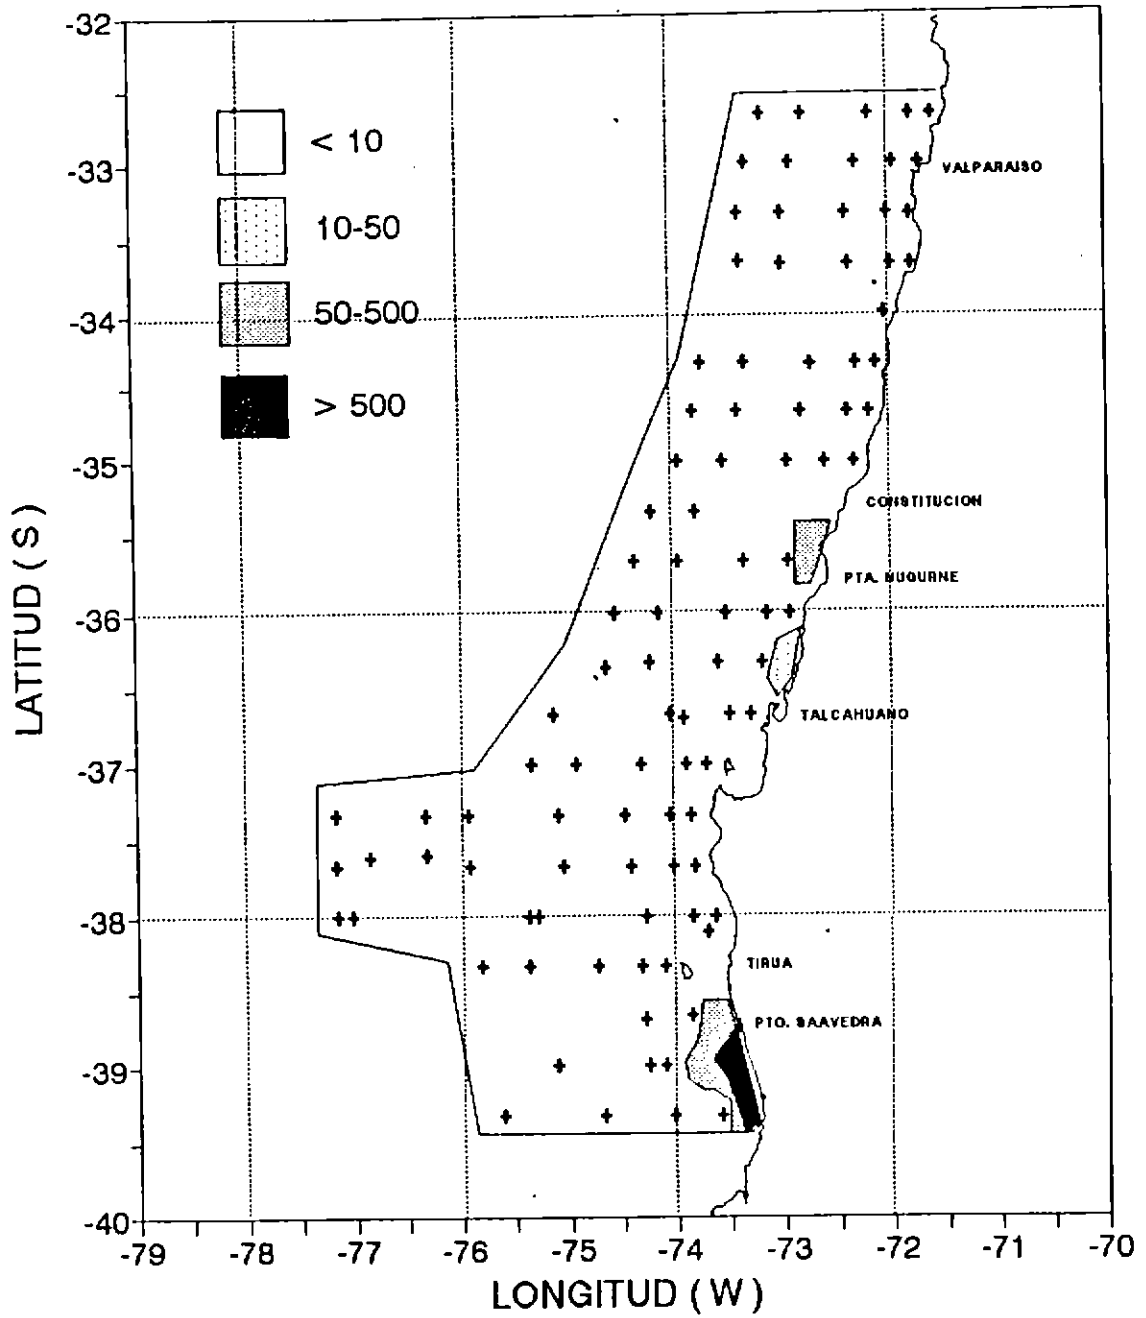 -32
< 10
-33
VALPARAISO
10-50
50-500
-34
> 500
-35
CONSTITUCION
PTA. NUGURNE
-36
TALCAHUANO
-37
-38
TIRUA
PTO. SAAVEDRA
-39
-40
LATITUD ( S )
-79 -78 -77 -76 -75 -74 -73 -72 -71 -70
LONGITUD ( W )